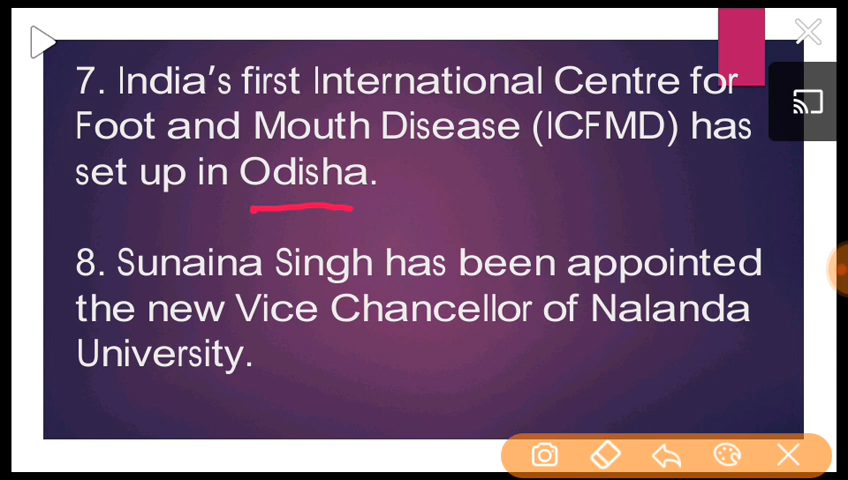 7. India's first International Centre for
Foot and Mouth Disease (ICFMD) has
set up in Odisha.
8. Sunaina Singh has been appointed
the new Vice Chancellor of Nalanda
University.